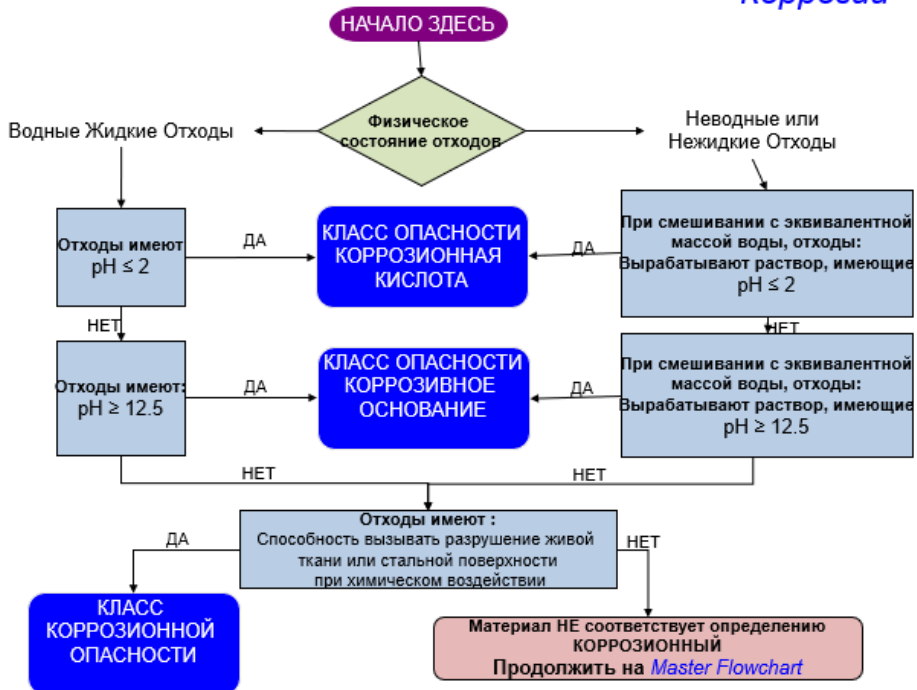 Коррозии
НАЧАЛО ЗДЕСЬ
Физическое
состояние отходов
Водные Жидкие Отходы
Неводные или
Нежидкие Отходы
Отходы имеют
pH ≤ 2
ДА
КЛАСС ОПАСНОСТИ
КОРРОЗИОННАЯ
КИСЛОТА
ДА
При смешивании с эквивалентной
массой воды, отходы:
Вырабатывают раствор, имеющие
pH ≤ 2
НЕТ
НЕТ
Отходы имеют:
pH ≥ 12.5
ДА
КЛАСС ОПАСНОСТИ
КОРРОЗИВНОЕ
ОСНОВАНИЕ
ДА
При смешивании с эквивалентной
массой воды, отходы:
Вырабатывают раствор, имеющие
pH ≥ 12.5
НЕТ
НЕТ
Отходы имеют :
Способность вызывать разрушение живой
ткани или стальной поверхности
при химическом воздействии
ДА
НЕТ
КЛАСС
КОРРОЗИОННОЙ
ОПАСНОСТИ
Материал НЕ соответствует определению
КОРРОЗИОННЫЙ
Продолжить на Master Flowchart